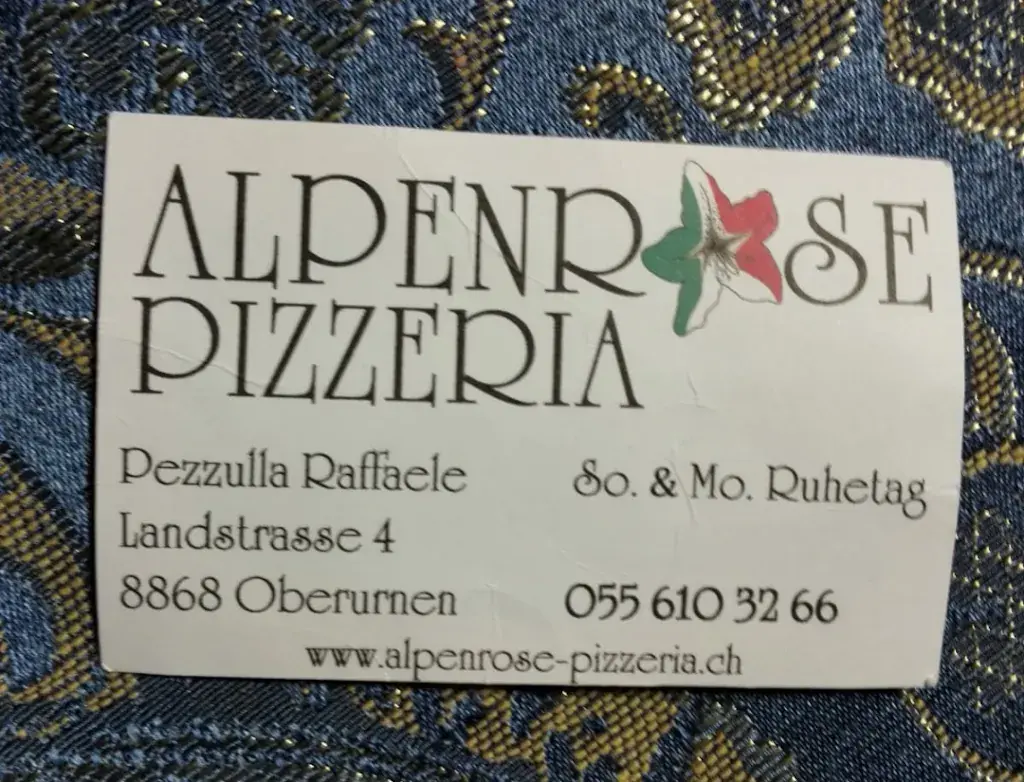 ALPENROSE
PIZZERIA
Pezzulla Raffaele
So. & Mo. Ruhetag
Landstrasse 4
8868 Oberurnen
055 610 32 66
www.alpenrose-pizzeria.ch